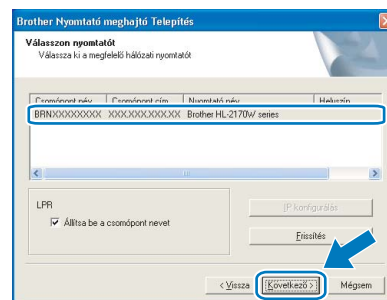 Brother Nyomtató meghajtó Telepítés
Válasszon nyomtatót
Válassza ki a megfelelő hálózati nyomtatót
Csomópont név Csomópont cím Nyomtató név Helyszín
BRNXXXXXXXX XXX.XXX.XXX.XX Brother HL-2170W series
LPR
Állítsa be a csomópont nevet
IP konfigurálás
Frissítés
< Vissza Következő > Mégsem